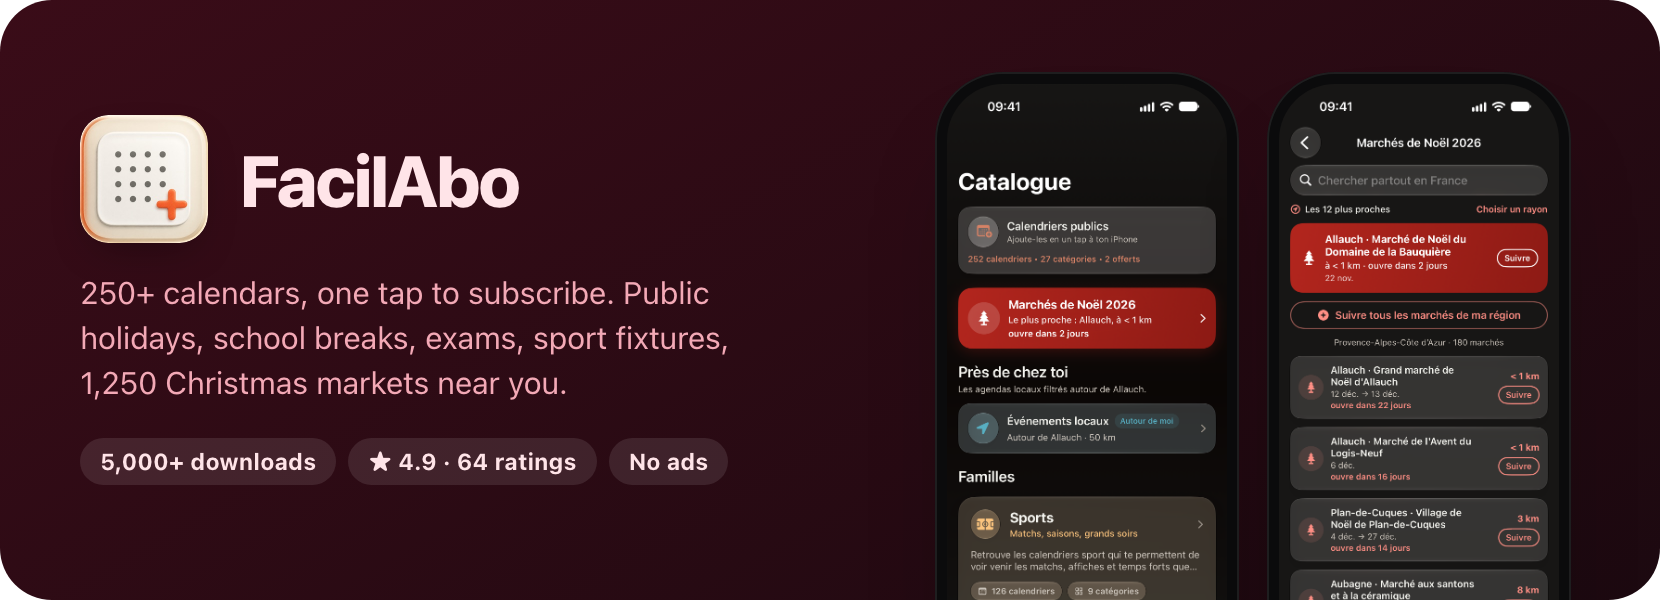 FacilAbo
250+ calendars, one tap to subscribe. Public
holidays, school breaks, exams, sport fixtures,
1,250 Christmas markets near you.
5,000+ downloads
★ 4.9 · 64 ratings
No ads
09:41
Catalogue
Calendriers publics
Ajoute-les en un tap à ton iPhone
252 calendriers • 27 catégories • 2 offerts
Marchés de Noël 2026
Le plus proche : Allauch, à < 1 km
ouvre dans 2 jours
Près de chez toi
Les agendas locaux filtrés autour de Allauch.
Événements locaux
Autour de moi
Autour de Allauch · 50 km
Familles
Sports
Matchs, saisons, grands soirs
Retrouve les calendriers sport qui te permettent de
voir venir les matchs, affiches et temps forts que...
126 calendriers
9 catégories
09:41
Marchés de Noël 2026
Chercher partout en France
Les 12 plus proches
Choisir un rayon
Allauch · Marché de Noël du
Domaine de la Bauquière
à < 1 km · ouvre dans 2 jours
22 nov.
Suivre
Suivre tous les marchés de ma région
Provence-Alpes-Côte d'Azur · 180 marchés
Allauch · Grand marché de
Noël d'Allauch
12 déc. → 13 déc.
ouvre dans 22 jours
< 1 km
Suivre
Allauch · Marché de l'Avent du
Logis-Neuf
6 déc.
ouvre dans 16 jours
< 1 km
Suivre
Plan-de-Cuques · Village de
Noël de Plan-de-Cuques
4 déc. → 27 déc.
ouvre dans 14 jours
3 km
Suivre
Aubagne · Marché aux santons
et à la céramique
8 km